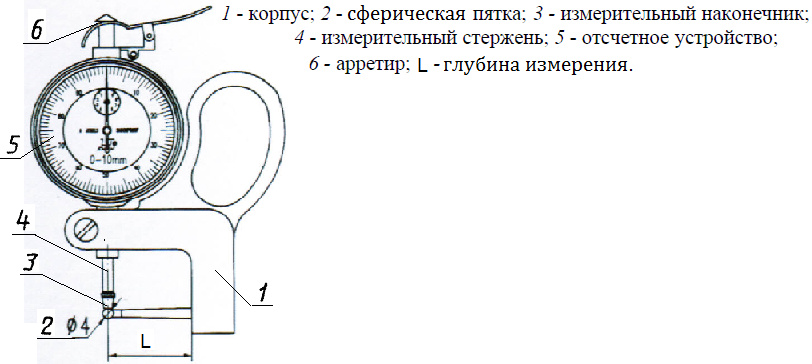 1 - корпус; 2 - сферическая пятка; 3 - измерительный наконечник;
4 - измерительный стержень; 5 - отсчетное устройство;
6 - арретир; L - глубина измерения.
6
5
0-10mm
4
3
1
2 Ø4
L